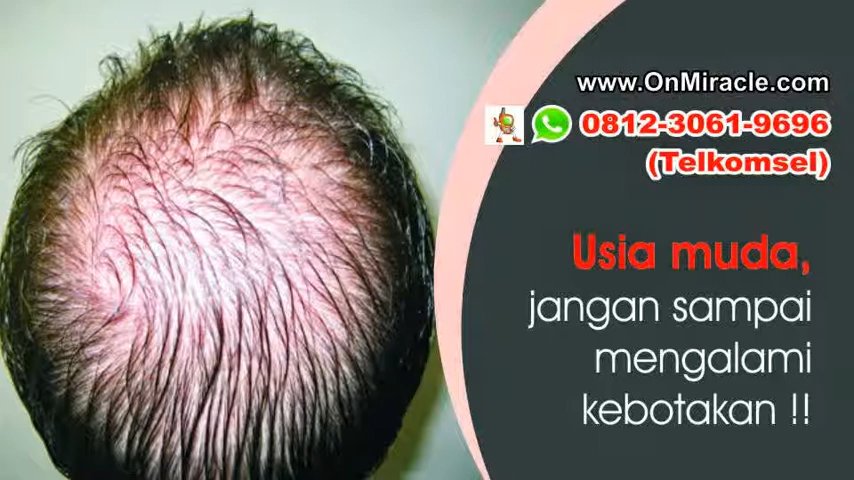 www.OnMiracle.com
0812-3061-9696
(Telkomsel)
Usia muda,
jangan sampai
mengalami
kebotakan !!